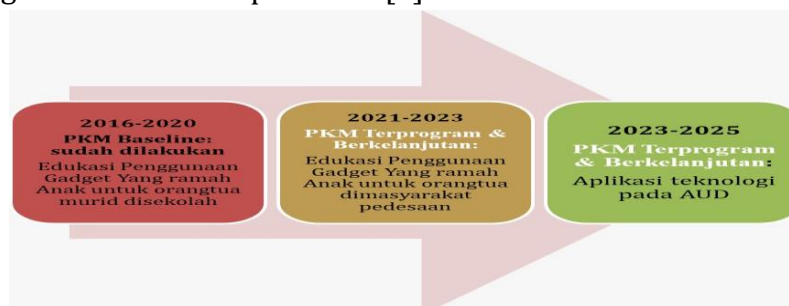 2016-2020
PKM Baseline:
sudah dilakukan
Edukasi Penggunaan
Gadget Yang ramah
Anak untuk orangtua
murid disekolah
2021-2023
PKM Terprogram &
Berkelanjutan:
Edukasi Penggunaan
Gadget Yang ramah
Anak untuk orangtua
dimasyarakat
pedesaan
2023-2025
PKM Terprogram
& Berkelanjutan:
Aplikasi teknologi
pada AUD